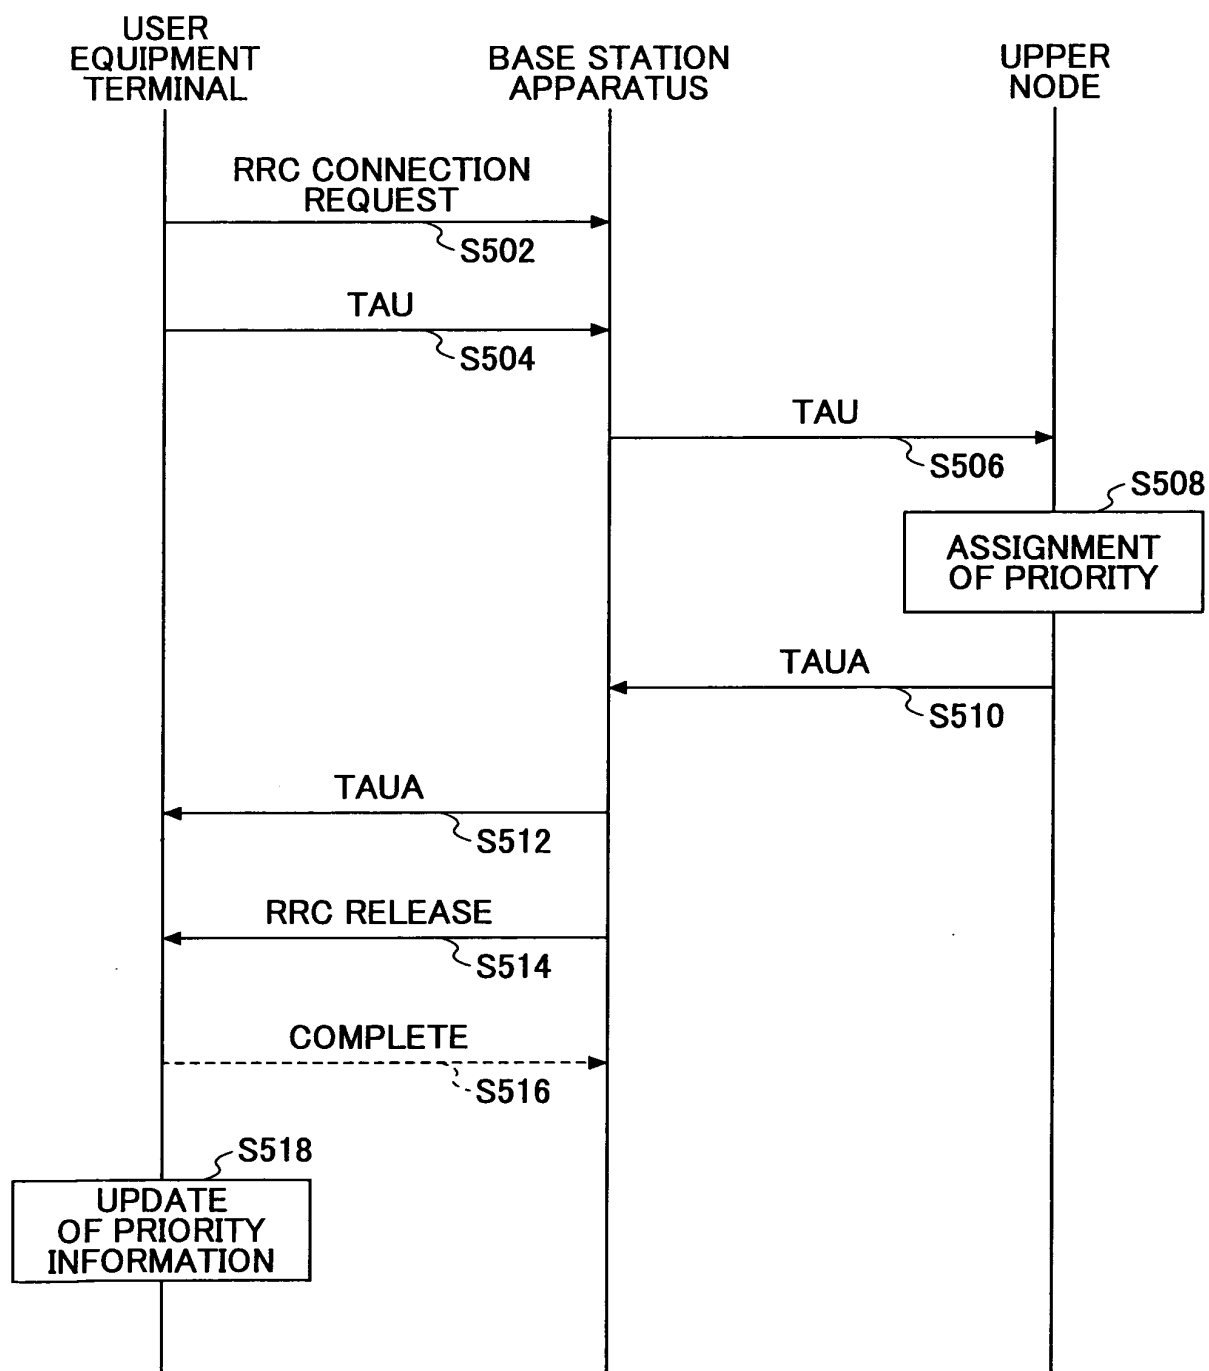 USER
EQUIPMENT
TERMINAL
BASE STATION
APPARATUS
UPPER
NODE
RRC CONNECTION
REQUEST
S502
TAU
S504
TAU
S506
S508
ASSIGNMENT
OF PRIORITY
TAUA
S510
TAUA
S512
RRC RELEASE
S514
COMPLETE
S516
S518
UPDATE
OF PRIORITY
INFORMATION